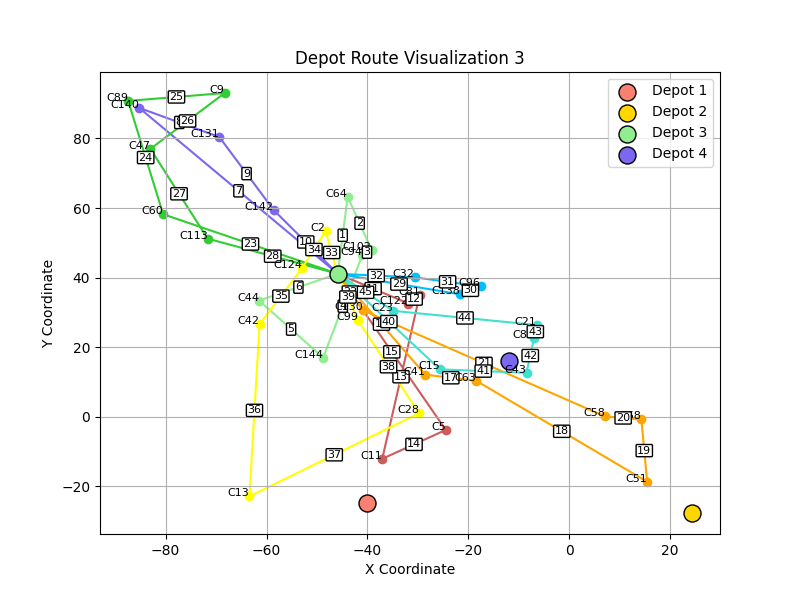 Depot Route Visualization 3
Depot 1
Depot 2
Depot 3
Depot 4
C89
C140
25
C9
26
C131
C47
24
27
9
7
C64
C60
C142
2
C2
1
C113
23
10
C103
28
34
33
C94
3
C124
32
C32
C44
6
35
29
31
C96
C138
30
45
39
12
C122
C23
C99
C42
5
40
44
C21
C8
43
C144
15
42
38
C41
C15
21
41
C43
13
17
C63
36
C28
C58
20
C5
18
14
19
37
C11
C13
C51
80
60
40
20
0
−20
−80
−60
−40
−20
0
20
X Coordinate
Y Coordinate